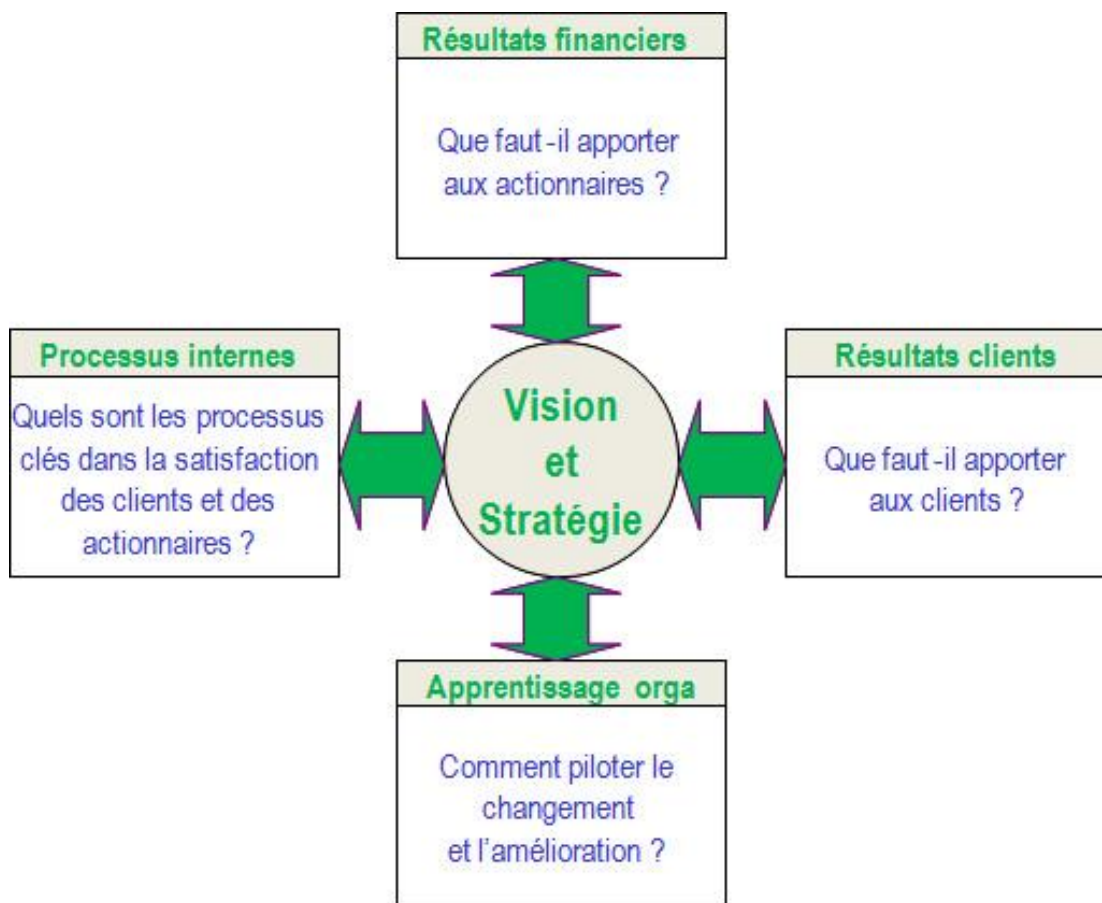 Résultats financiers
Que faut-il apporter
aux actionnaires ?
Processus internes
Quels sont les processus
clés dans la satisfaction
des clients et des
actionnaires ?
Vision
et
Stratégie
Résultats clients
Que faut-il apporter
aux clients ?
Apprentissage orga
Comment piloter le
changement
et l'amélioration ?